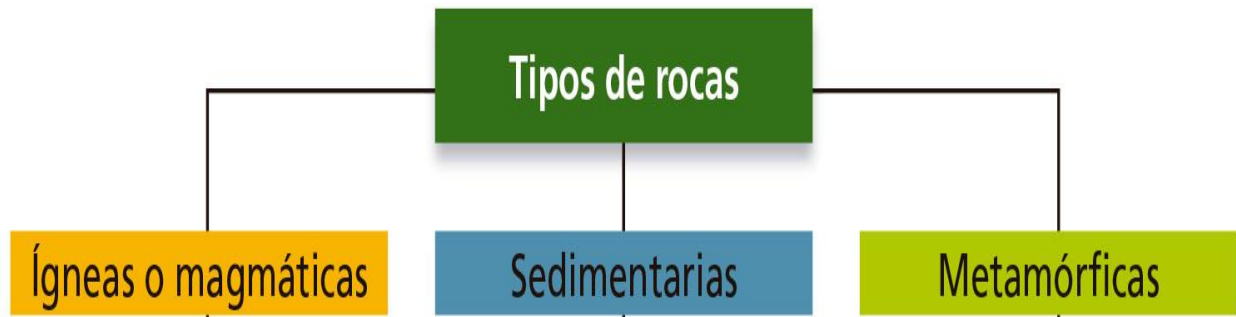 Tipos de rocas
Ígneas o magmáticas
Sedimentarias
Metamórficas